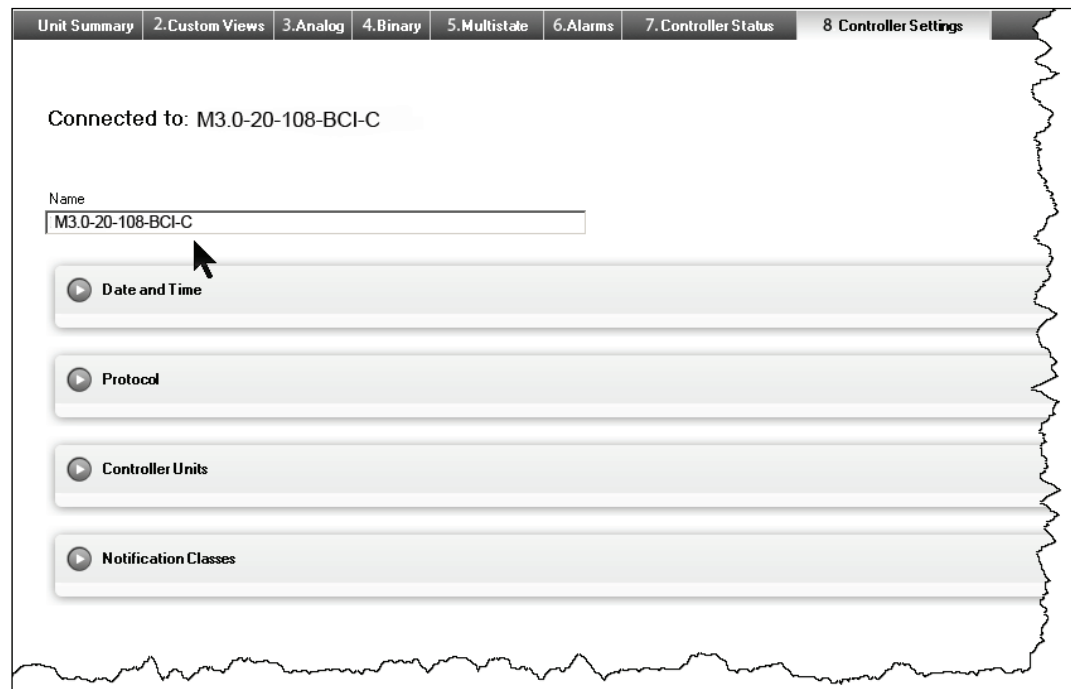 Unit Summary 2.Custom Views 3.Analog 4.Binary 5.Multistate 6.Alarms 7.Controller Status 8 Controller Settings
Connected to: M3.0-20-108-BCI-C
Name
M3.0-20-108-BCI-C
Date and Time
Protocol
Controller Units
Notification Classes